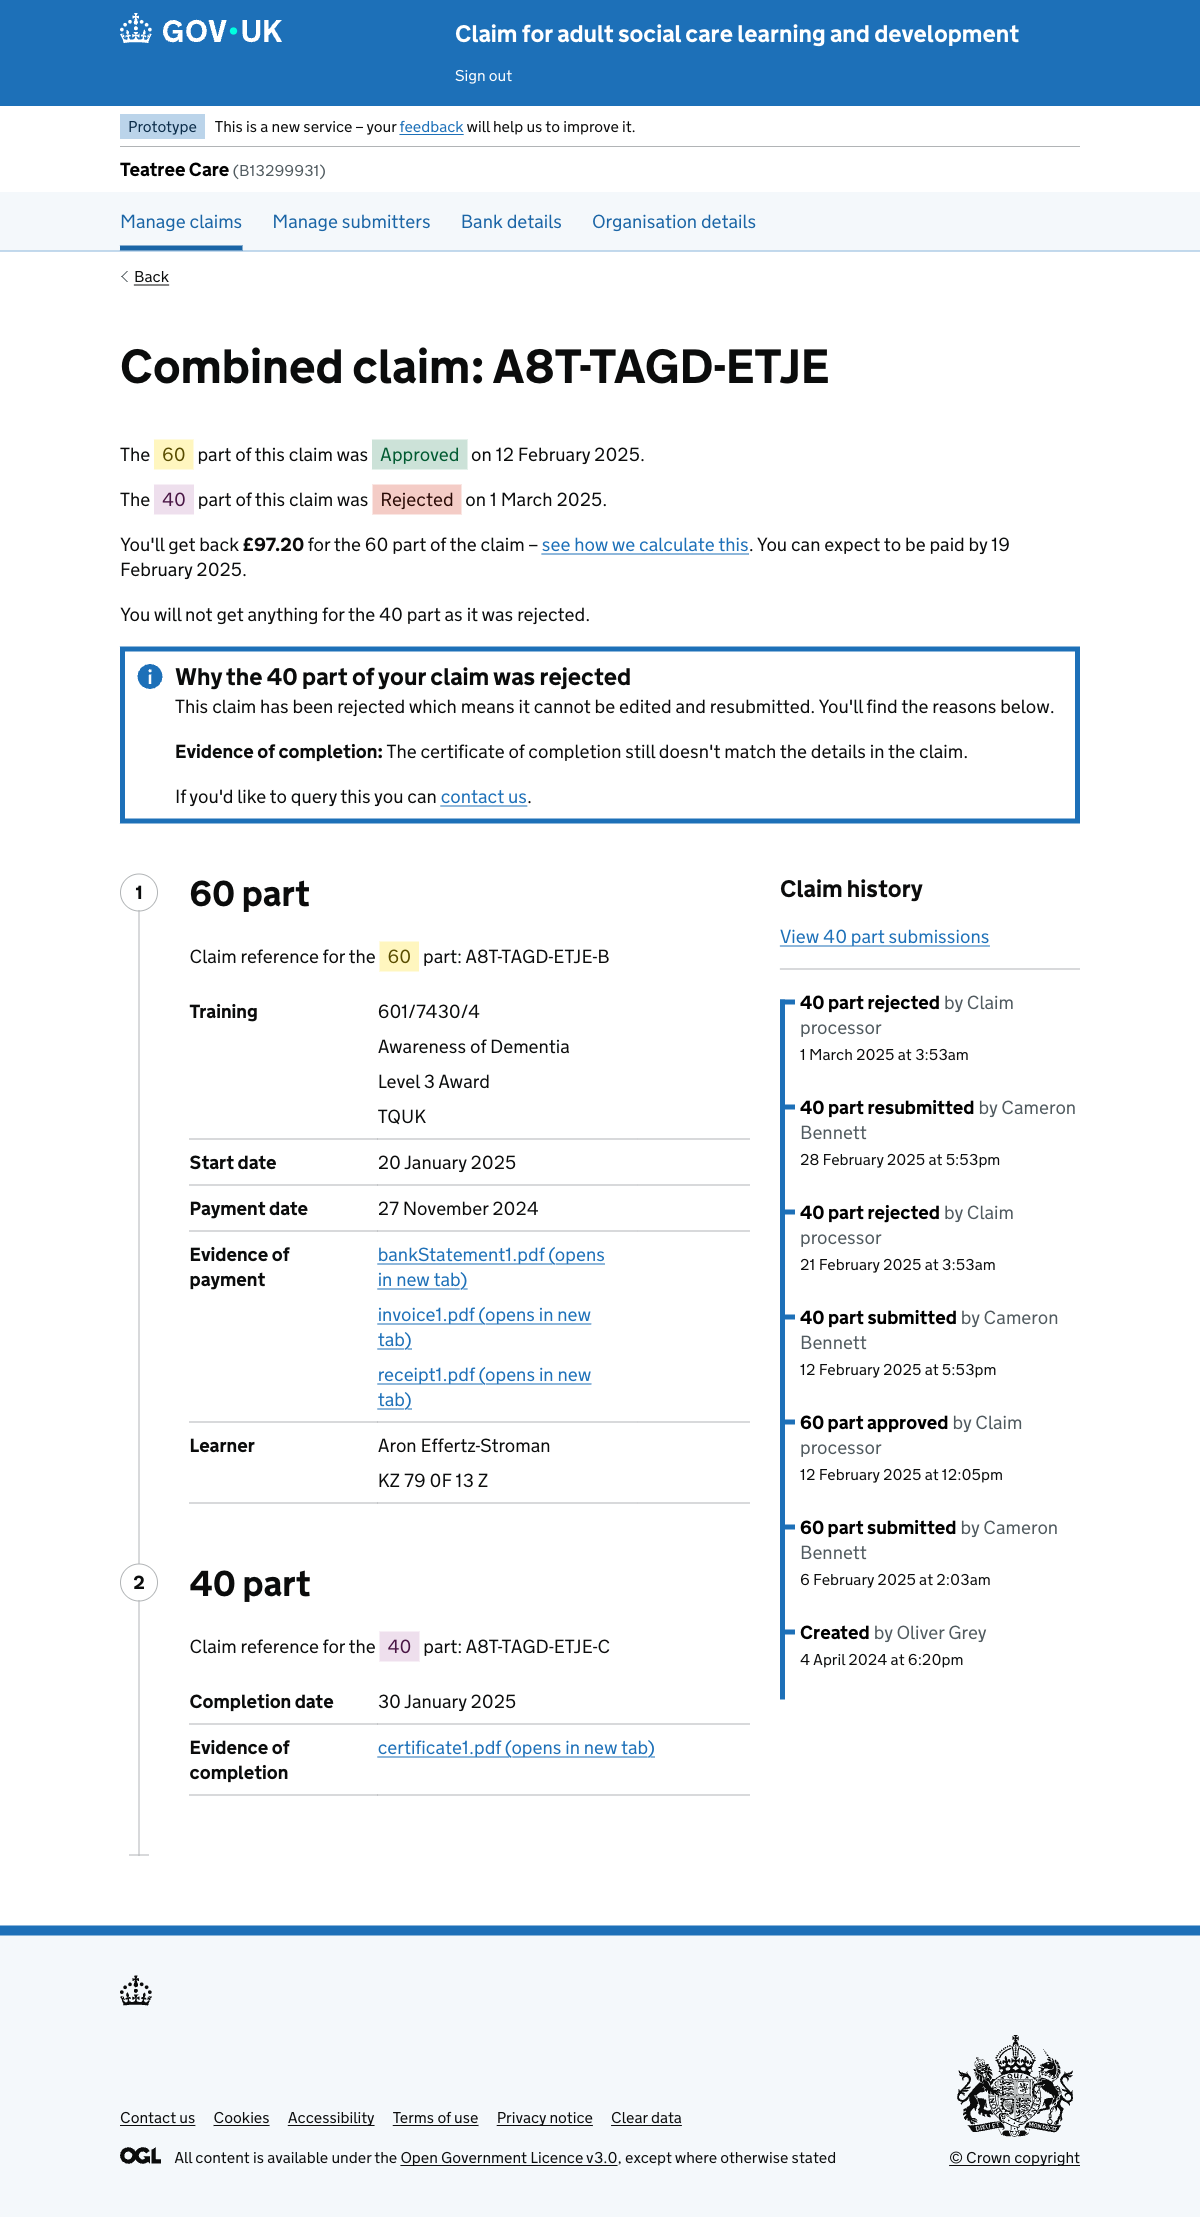 GOV•UK
Claim for adult social care learning and development
Sign out
Prototype This is a new service – your feedback will help us to improve it.
Teatree Care (B13299931)
Manage claims Manage submitters Bank details Organisation details
Back
Combined claim: A8T-TAGD-ETJE
The 60 part of this claim was Approved on 12 February 2025.
The 40 part of this claim was Rejected on 1 March 2025.
You'll get back £97.20 for the 60 part of the claim – see how we calculate this. You can expect to be paid by 19
February 2025.
You will not get anything for the 40 part as it was rejected.
Why the 40 part of your claim was rejected
This claim has been rejected which means it cannot be edited and resubmitted. You'll find the reasons below.
Evidence of completion: The certificate of completion still doesn't match the details in the claim.
If you'd like to query this you can contact us.
1
60 part
Claim reference for the 60 part: A8T-TAGD-ETJE-B
Training
601/7430/4
Awareness of Dementia
Level 3 Award
TQUK
Start date
20 January 2025
Payment date
27 November 2024
Evidence of
payment
bankStatement1.pdf (opens
in new tab)
invoice1.pdf (opens in new
tab)
receipt1.pdf (opens in new
tab)
Learner
Aron Effertz-Stroman
KZ 79 0F 13 Z
2
40 part
Claim reference for the 40 part: A8T-TAGD-ETJE-C
Completion date
30 January 2025
Evidence of
completion
certificate1.pdf (opens in new tab)
Claim history
View 40 part submissions
40 part rejected by Claim
processor
1 March 2025 at 3:53am
40 part resubmitted by Cameron
Bennett
28 February 2025 at 5:53pm
40 part rejected by Claim
processor
21 February 2025 at 3:53am
40 part submitted by Cameron
Bennett
12 February 2025 at 5:53pm
60 part approved by Claim
processor
12 February 2025 at 12:05pm
60 part submitted by Cameron
Bennett
6 February 2025 at 2:03am
Created by Oliver Grey
4 April 2024 at 6:20pm
Contact us Cookies Accessibility Terms of use Privacy notice Clear data
OGL All content is available under the Open Government Licence v3.0, except where otherwise stated
© Crown copyright